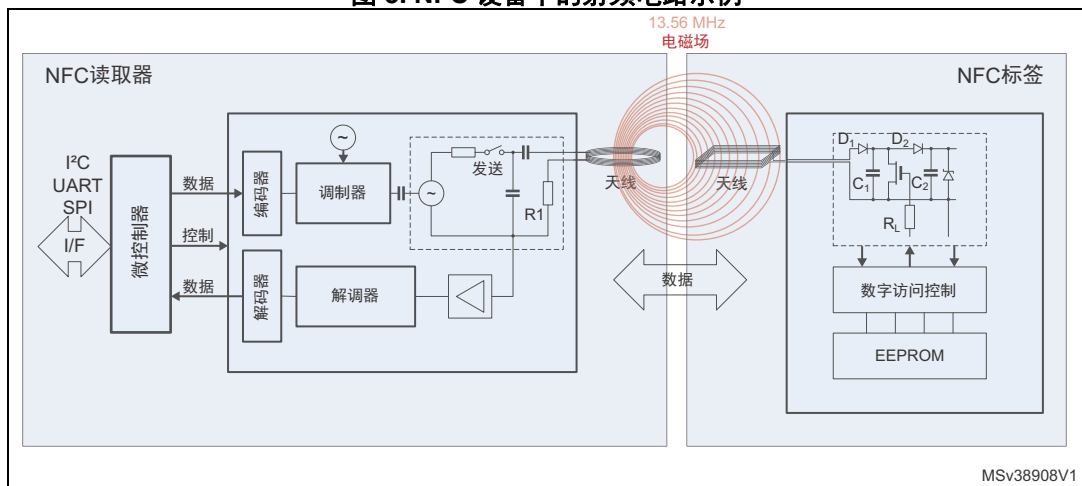 13.56 MHz
电磁场
NFC读取器
NFC标签
I²C
UART
SPI
I/F
微控制器
数据
控制
数据
编码器
调制器
~
~
发送
R1
天线
解码器
解调器
数据
天线
D1
D2
C1
C2
RL
数字访问控制
EEPROM
MSv38908V1